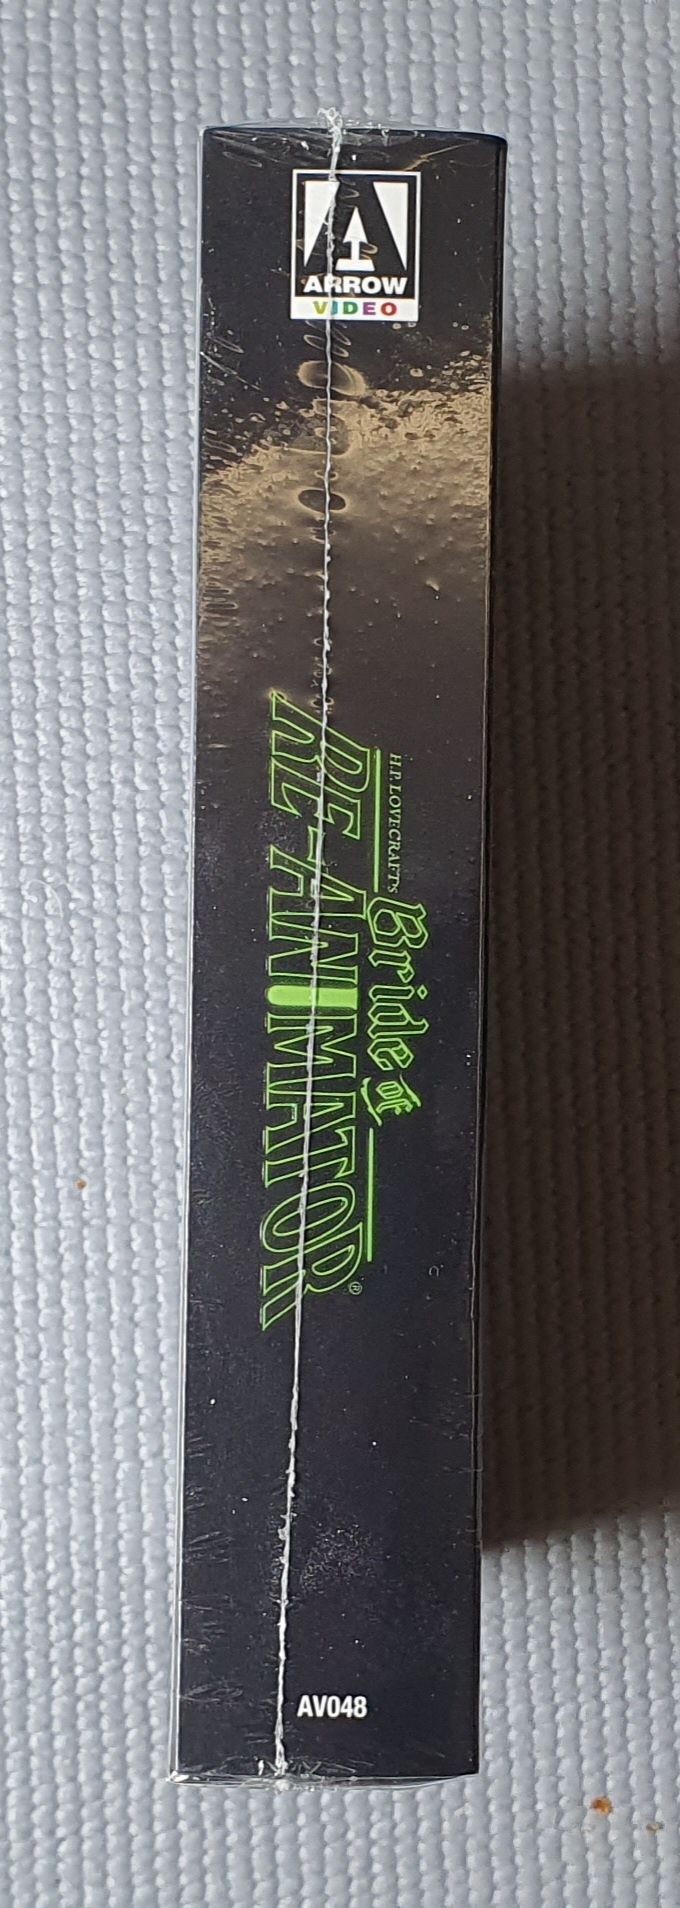 ARROW
VIDEO
H.P. LOVECRAFT'S
Bride of
RE-ANIMATOR®
AV048